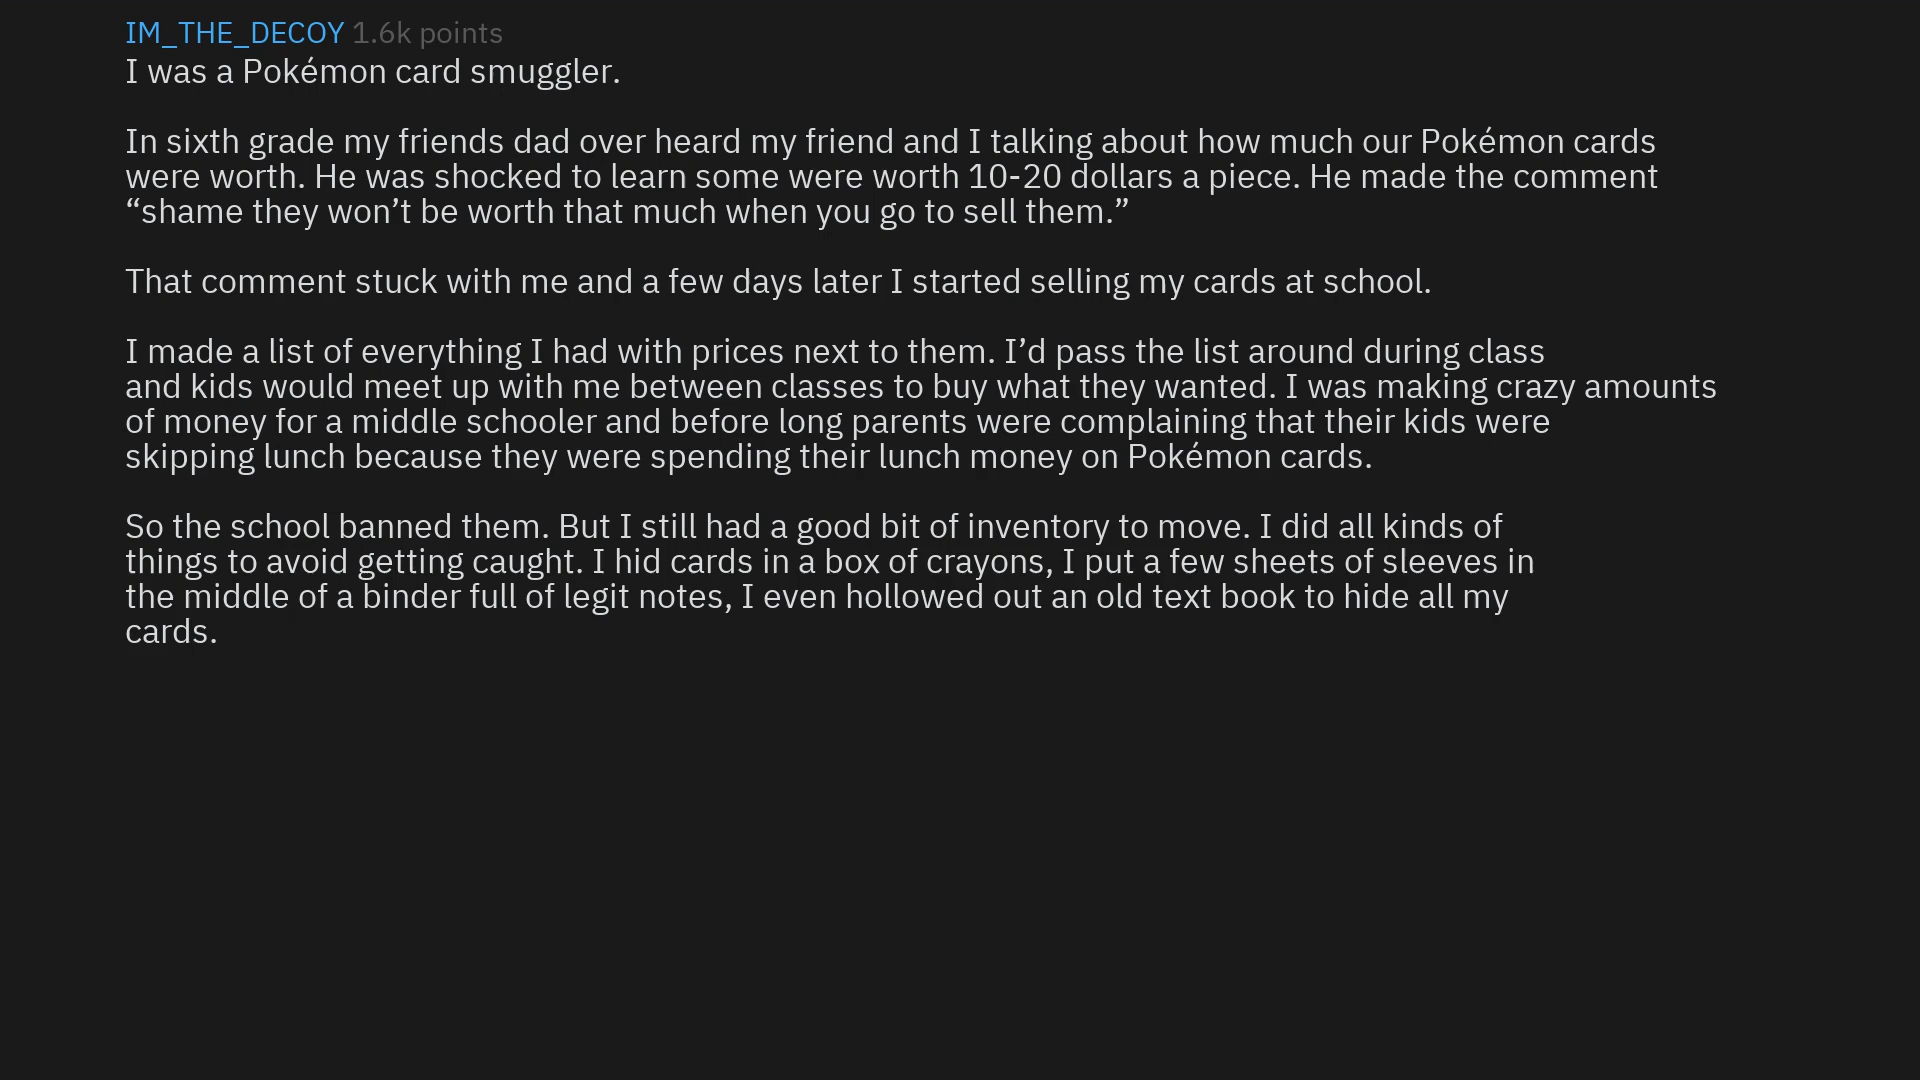 IM_THE_DECOY 1.6k points
I was a Pokémon card smuggler.
In sixth grade my friends dad over heard my friend and I talking about how much our Pokémon cards
were worth. He was shocked to learn some were worth 10-20 dollars a piece. He made the comment
“shame they won’t be worth that much when you go to sell them.”
That comment stuck with me and a few days later I started selling my cards at school.
I made a list of everything I had with prices next to them. I’d pass the list around during class
and kids would meet up with me between classes to buy what they wanted. I was making crazy amounts
of money for a middle schooler and before long parents were complaining that their kids were
skipping lunch because they were spending their lunch money on Pokémon cards.
So the school banned them. But I still had a good bit of inventory to move. I did all kinds of
things to avoid getting caught. I hid cards in a box of crayons, I put a few sheets of sleeves in
the middle of a binder full of legit notes, I even hollowed out an old text book to hide all my
cards.